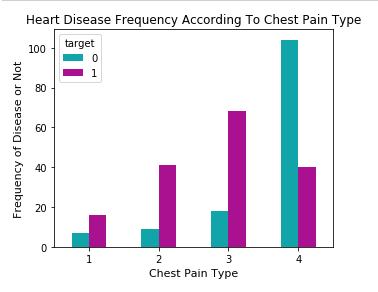 Heart Disease Frequency According To Chest Pain Type
target
0
1
Frequency of Disease or Not
100
80
60
40
20
0
1 2 3 4
Chest Pain Type